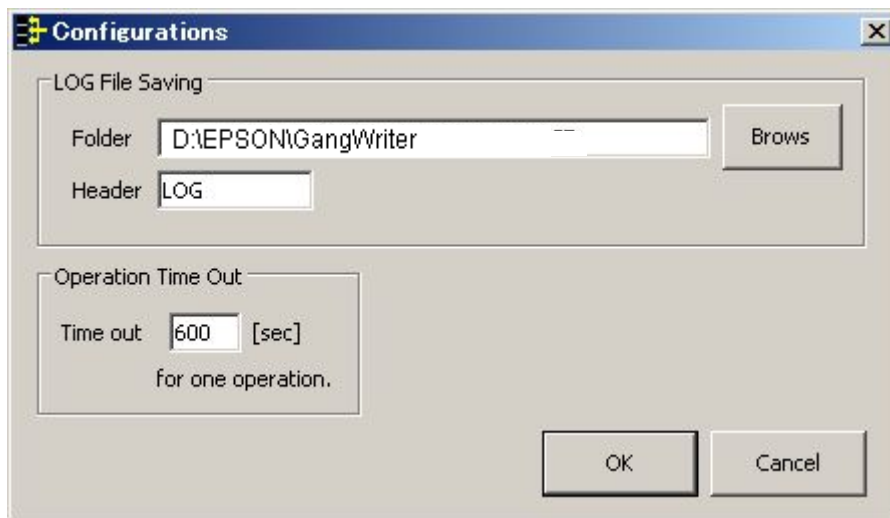 Configurations
LOG File Saving
Folder D:\EPSON\GangWriter Brows
Header LOG
Operation Time Out
Time out 600 [sec]
for one operation.
OK Cancel